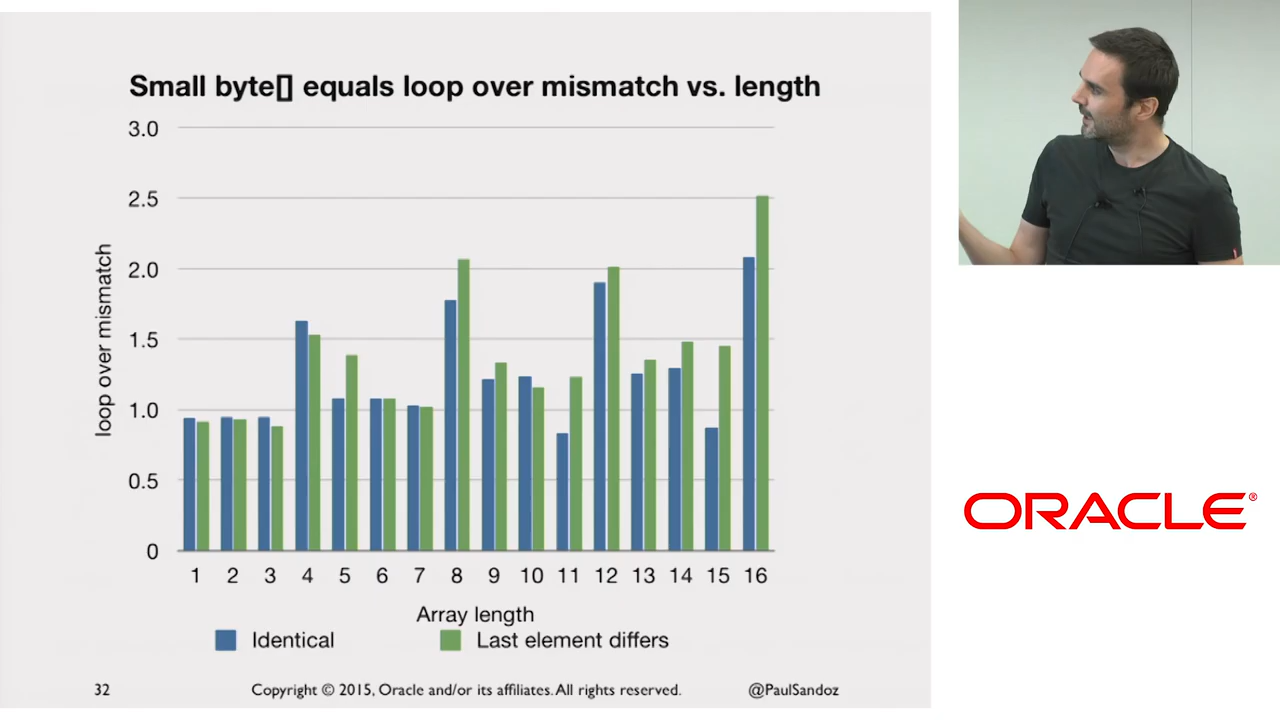 Small byte[] equals loop over mismatch vs. length
3.0
2.5
2.0
1.5
1.0
0.5
0
loop over mismatch
1 2 3 4 5 6 7 8 9 10 11 12 13 14 15 16
Array length
Identical Last element differs
32 Copyright © 2015, Oracle and/or its affiliates. All rights reserved. @PaulSandoz
ORACLE®